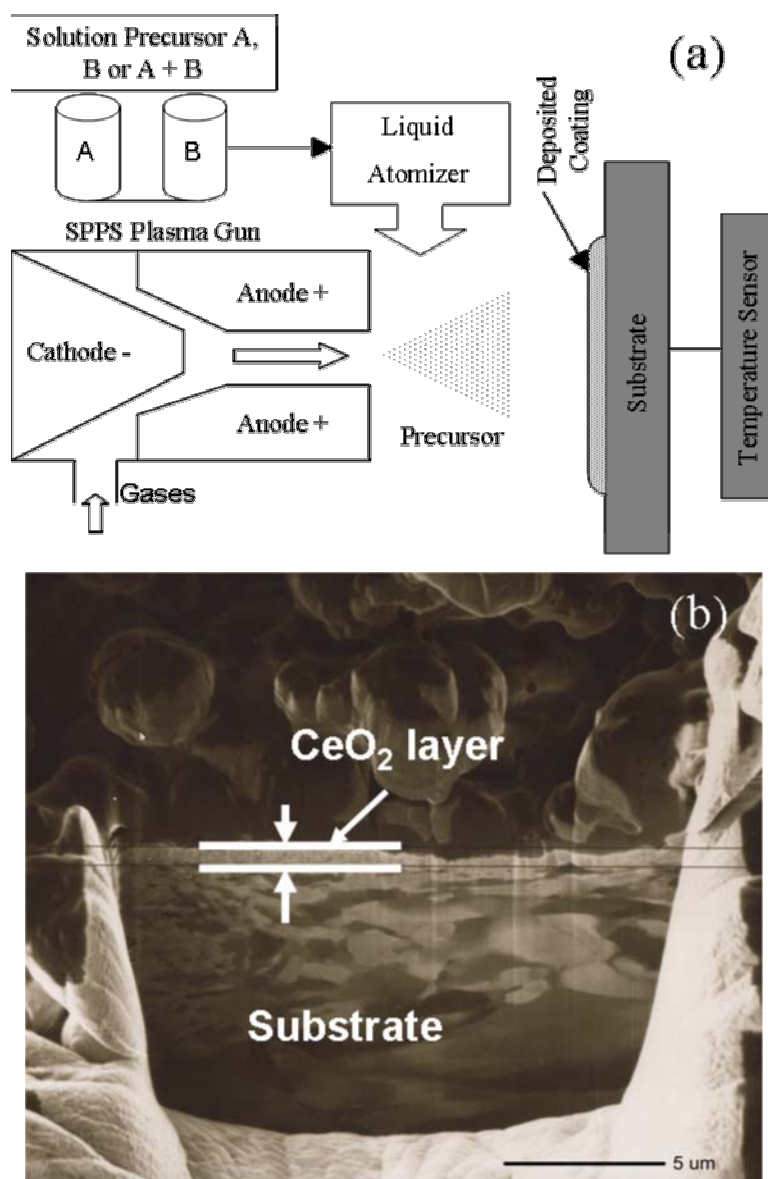 Solution Precursor A,
B or A + B
(a)
A
B
Liquid
Atomizer
Deposited
Coating
SPPS Plasma Gun
Anode +
Cathode -
Anode +
Precursor
Gases
Substrate
Temperature Sensor
(b)
CeO₂ layer
Substrate
5 um